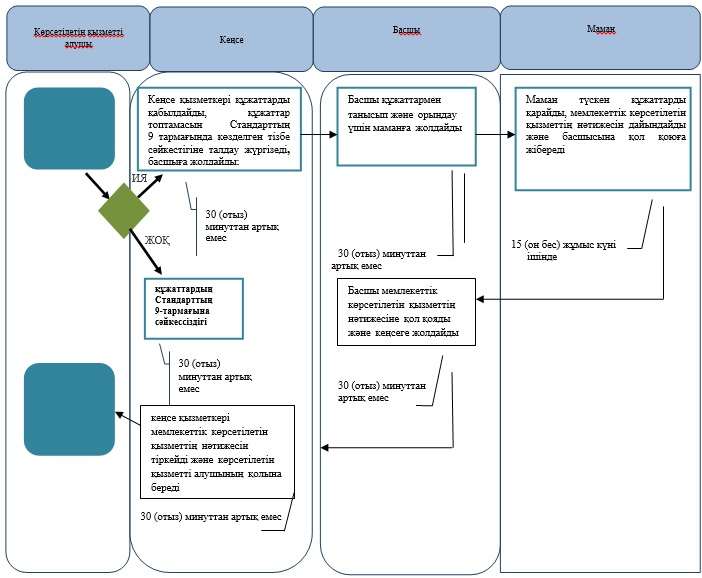 Көрсетілетін қызметті
алушы
Кеңсе
Басшы
Маман
Кеңсе қызметкері құжаттарды
қабылдайды, құжаттар
топтамасын Стандарттың
9 тармағында көзделген тізбе
сәйкестігіне талдау жүргізеді,
басшыға жолдайды:
Басшы құжаттармен
танысып және орындау
үшін маманға жолдайды
Маман түскен құжаттарды
қарайды, мемлекеттік көрсетілетін
қызметтің нәтижесін дайындайды
және басшысына қол қоюға
жібереді
ИЯ
ЖОҚ
30 (отыз)
минуттан артық
емес
30 (отыз) минуттан
артық емес
15 (он бес) жұмыс күні
ішінде
құжаттардың
Стандарттың
9-тармағына
сәйкессіздігі
Басшы мемлекеттік
көрсетілетін қызметтің
нәтижесіне қол қояды
және кеңсеге жолдайды
30 (отыз)
минуттан артық
емес
30 (отыз) минуттан
артық емес
кеңсе қызметкері
мемлекеттік көрсетілетін
қызметтің нәтижесін
тіркейді және көрсетілетін
қызметті алушының қолына
береді
30 (отыз) минуттан артық емес